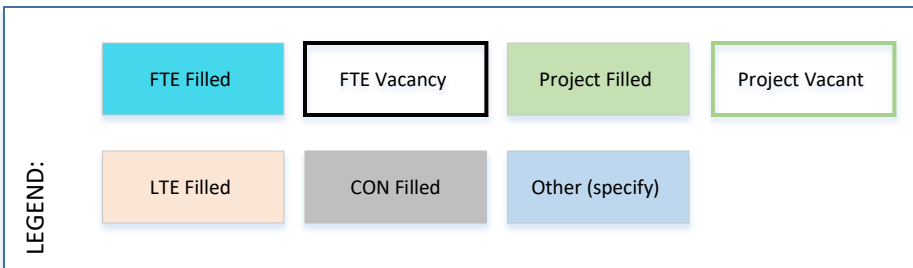 FTE Filled
FTE Vacancy
Project Filled
Project Vacant
LEGEND:
LTE Filled
CON Filled
Other (specify)